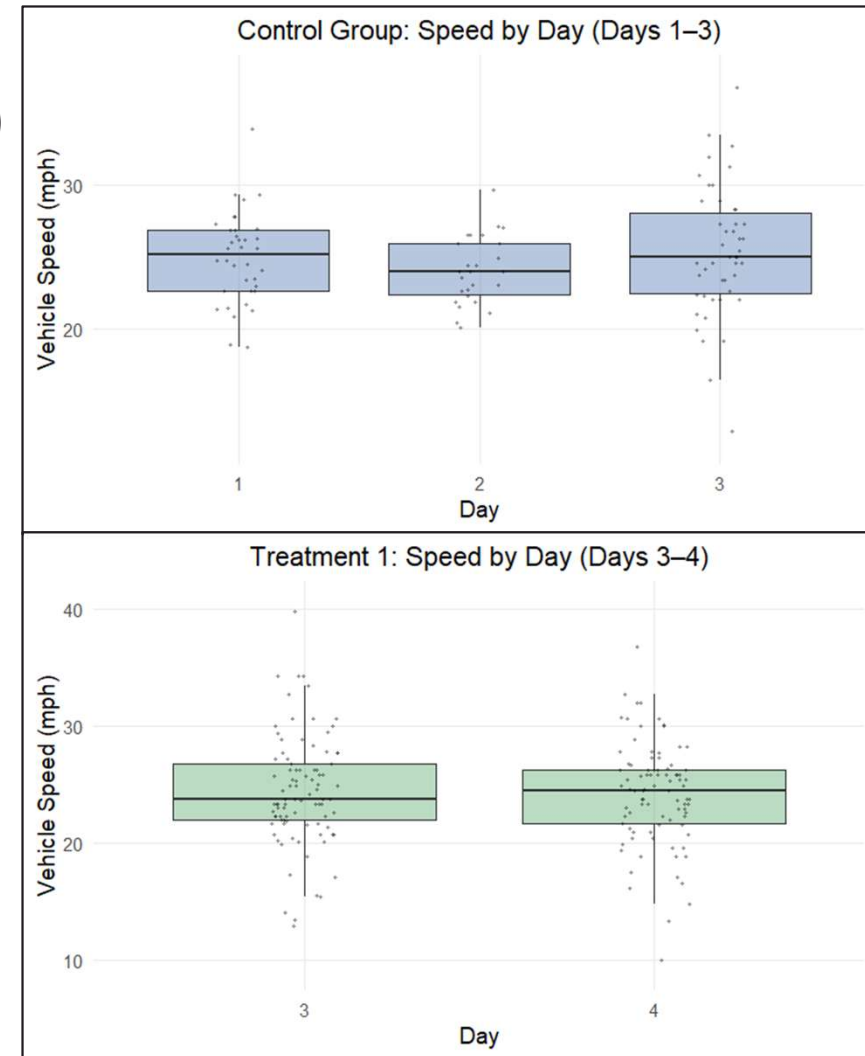 )
Control Group: Speed by Day (Days 1–3)
Vehicle Speed (mph)
30
20
1 2 3
Day
Treatment 1: Speed by Day (Days 3–4)
Vehicle Speed (mph)
40
30
20
10
3 4
Day